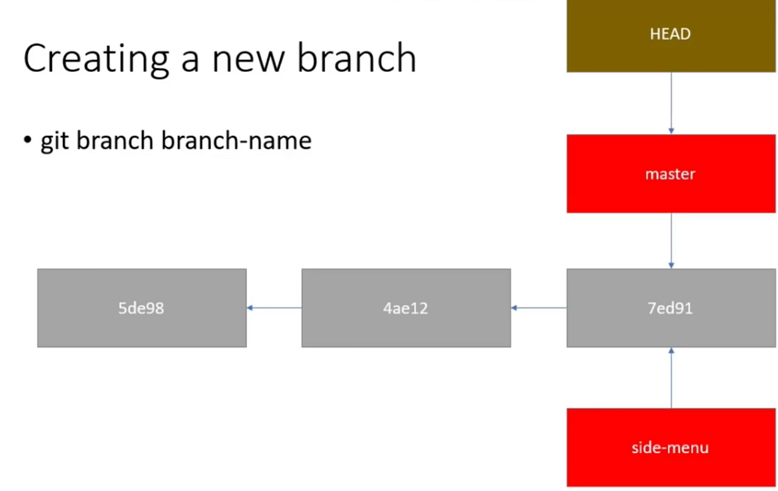 HEAD
Creating a new branch
• git branch branch-name
master
5de98
4ae12
7ed91
side-menu